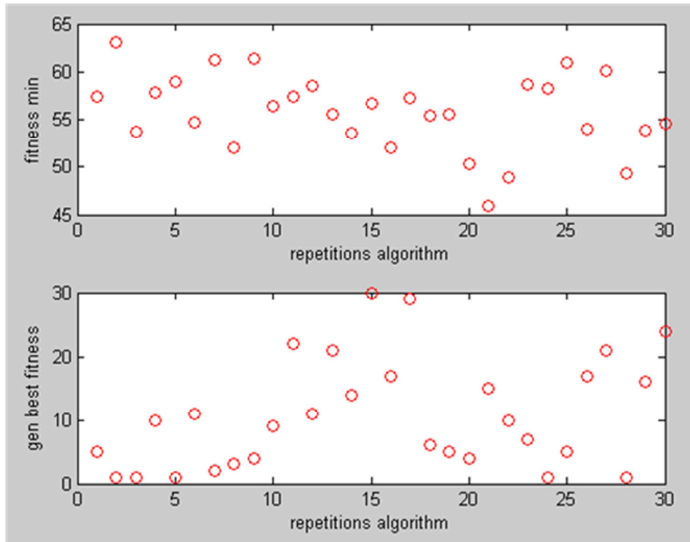 65
60
55
50
45
fitness min
0 5 10 15 20 25 30
repetitions algorithm
30
20
10
0
gen best fitness
0 5 10 15 20 25 30
repetitions algorithm